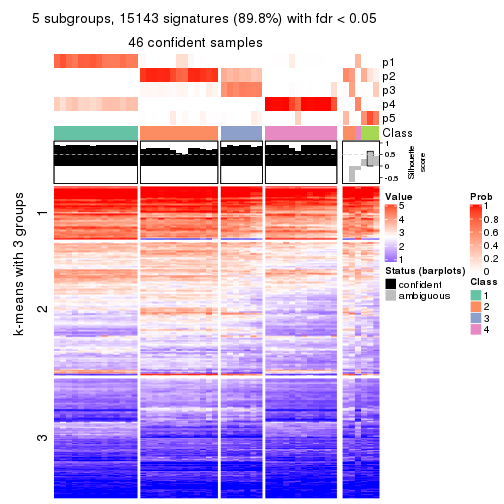 5 subgroups, 15143 signatures (89.8%) with fdr < 0.05
46 confident samples
p1
p2
p3
p4
p5
Class
1
0.5
0
-0.5
Silhouette
score
k-means with 3 groups
1
2
3
Value
5
4
3
2
1
Status (barplots)
confident
ambiguous
Prob
1
0.8
0.6
0.4
0.2
0
Class
1
2
3
4